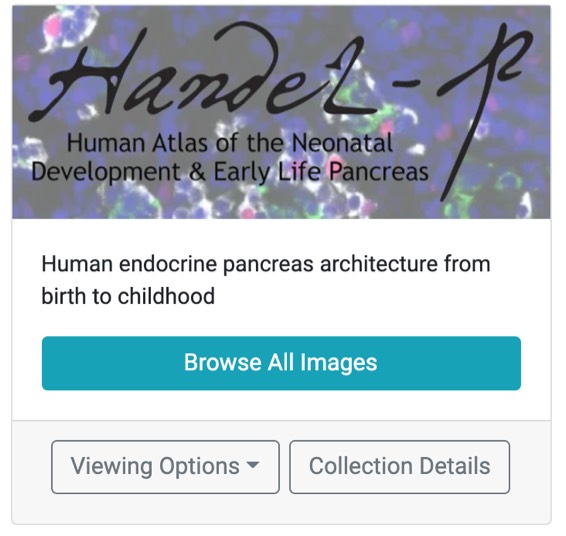 Handel-P
Human Atlas of the Neonatal
Development & Early Life Pancreas
Human endocrine pancreas architecture from
birth to childhood
Browse All Images
Viewing Options
Collection Details